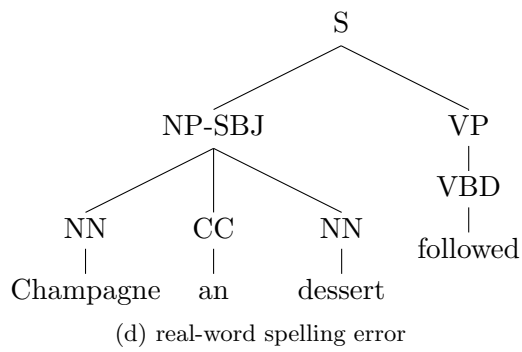 S
NP-SBJ VP
VBD
NN CC NN
followed
Champagne an dessert
(d) real-word spelling error